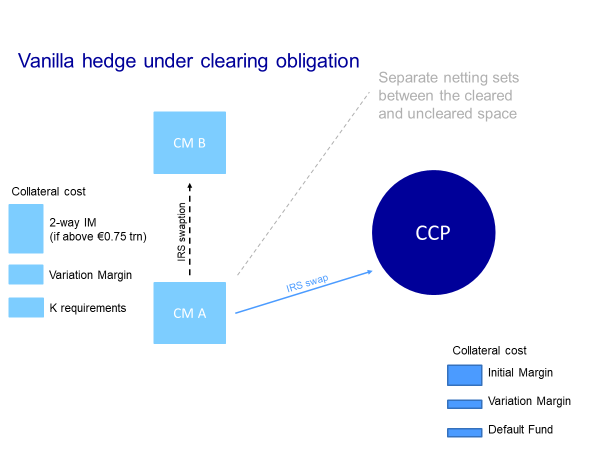 Vanilla hedge under clearing obligation
Separate netting sets
between the cleared
and uncleared space
CM B
Collateral cost
2-way IM
(if above €0.75 trn)
Variation Margin
K requirements
IRS swaption
CM A
IRS swap
CCP
Collateral cost
Initial Margin
Variation Margin
Default Fund